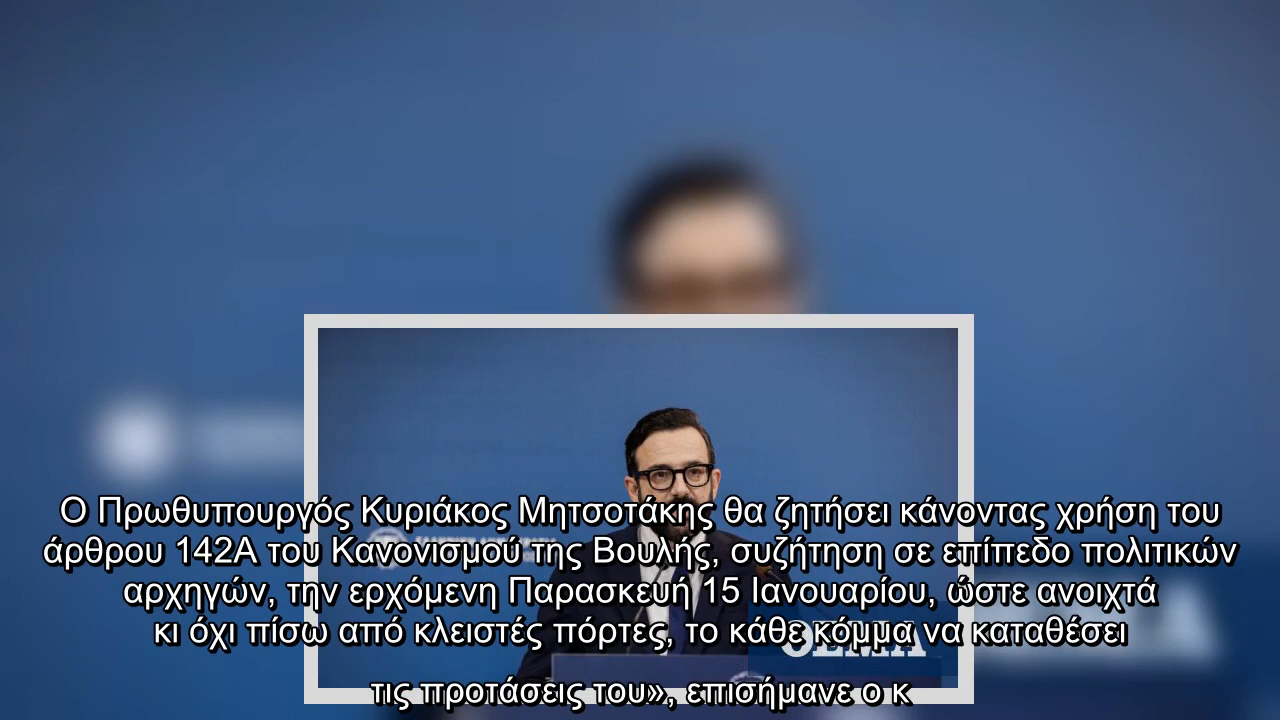 Ο Πρωθυπουργός Κυριάκος Μητσοτάκης θα ζητήσει κάνοντας χρήση του
άρθρου 142Α του Κανονισμού της Βουλής, συζήτηση σε επίπεδο πολιτικών
αρχηγών, την ερχόμενη Παρασκευή 15 Ιανουαρίου, ώστε ανοιχτά
κι όχι πίσω από κλειστές πόρτες, το κάθε κόμμα να καταθέσει
ΘΕΜΑ
τις προτάσεις του», επισήμανε ο κ